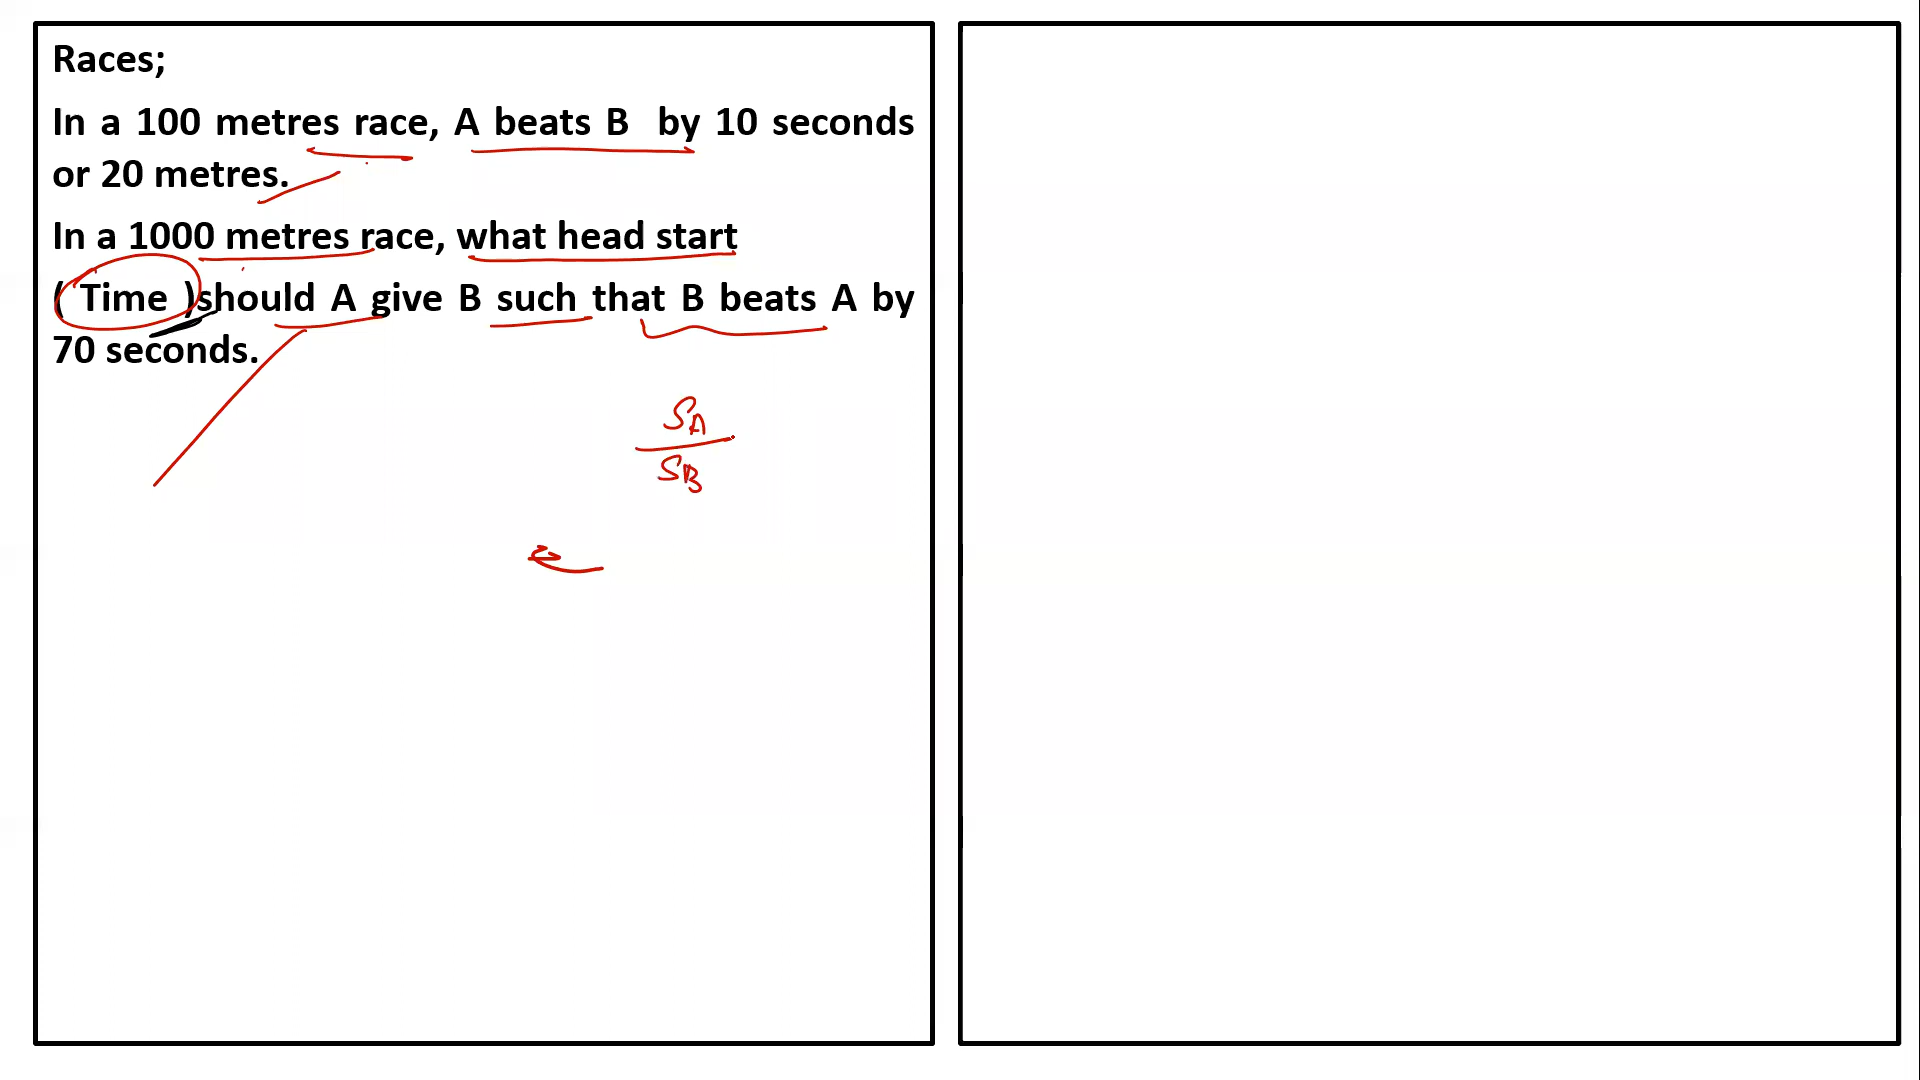 Races;
In a 100 metres race, A beats B by 10 seconds
or 20 metres.
In a 1000 metres race, what head start
( Time )should A give B such that B beats A by
70 seconds.
SA
SB